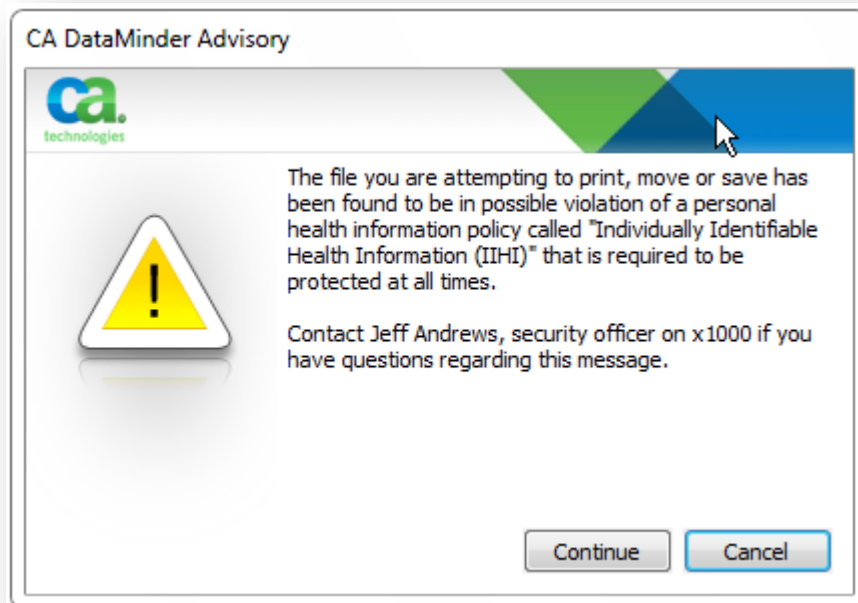 CA DataMinder Advisory
ca.
technologies
The file you are attempting to print, move or save has
been found to be in possible violation of a personal
health information policy called "Individually Identifiable
Health Information (IIHI)" that is required to be
protected at all times.
Contact Jeff Andrews, security officer on x1000 if you
have questions regarding this message.
!
Continue
Cancel